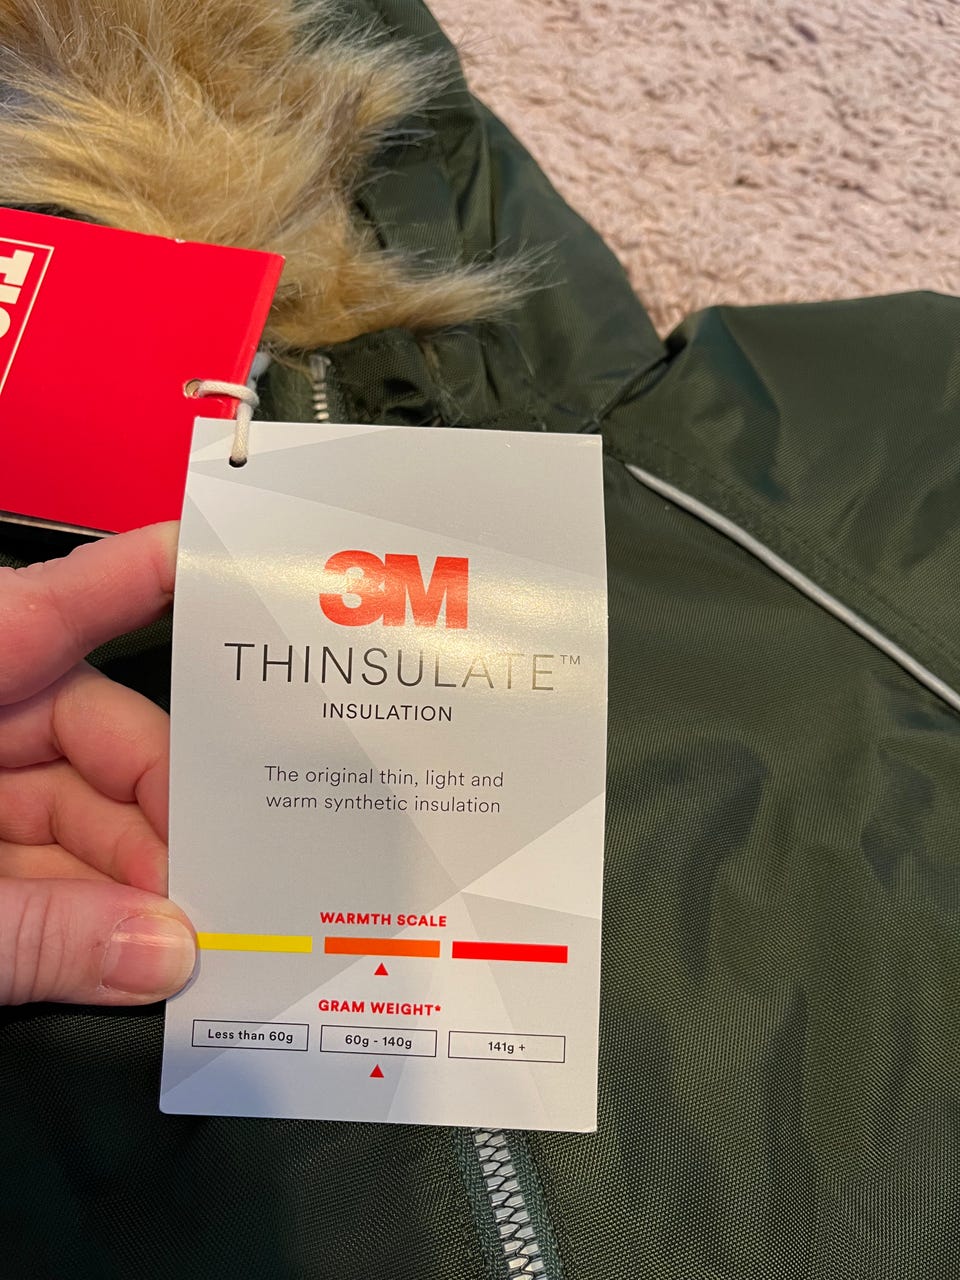 3M
THINSULATE™
INSULATION
The original thin, light and
warm synthetic insulation
WARMTH SCALE
GRAM WEIGHT*
Less than 60g
60g - 140g
141g +